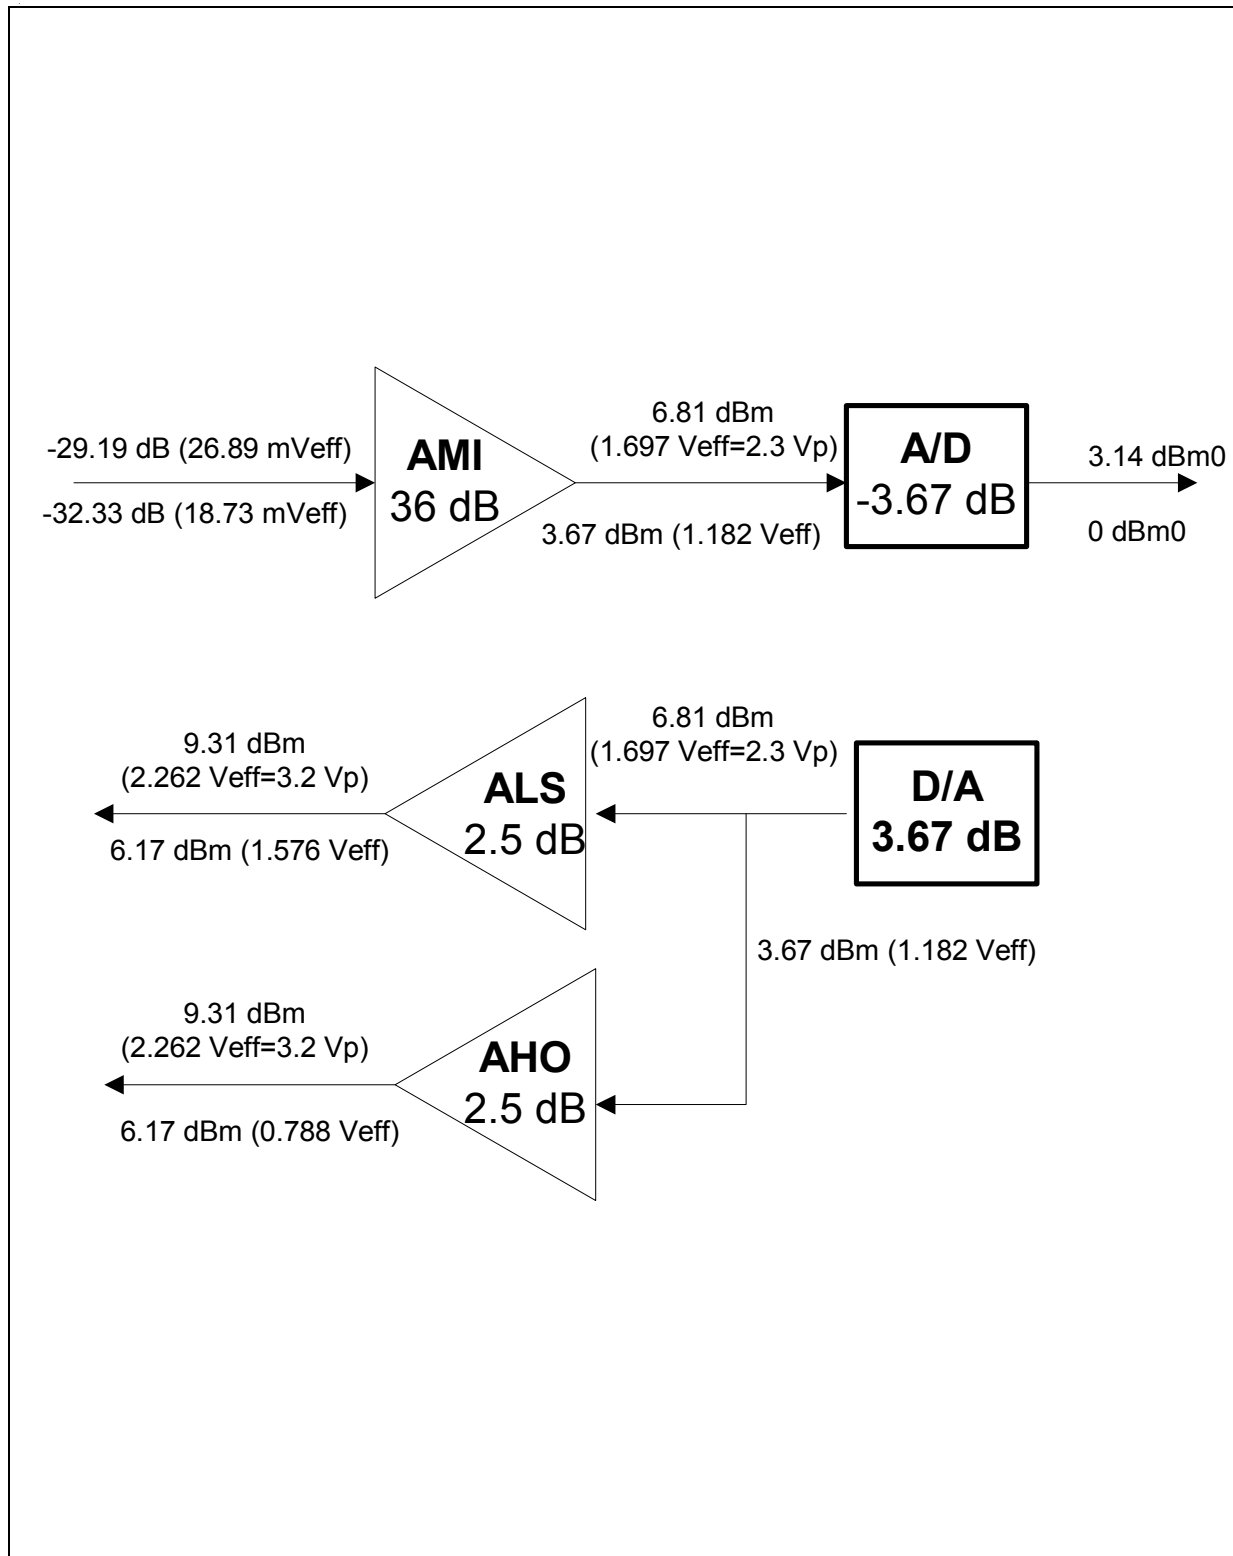 -29.19 dB (26.89 mVeff)
-32.33 dB (18.73 mVeff)
AMI
36 dB
6.81 dBm
(1.697 Veff=2.3 Vp)
3.67 dBm (1.182 Veff)
A/D
-3.67 dB
3.14 dBm0
0 dBm0
9.31 dBm
(2.262 Veff=3.2 Vp)
6.17 dBm (1.576 Veff)
ALS
2.5 dB
6.81 dBm
(1.697 Veff=2.3 Vp)
D/A
3.67 dB
3.67 dBm (1.182 Veff)
9.31 dBm
(2.262 Veff=3.2 Vp)
6.17 dBm (0.788 Veff)
AHO
2.5 dB